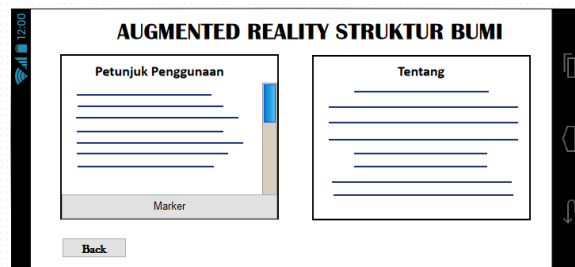 12:00
AUGMENTED REALITY STRUKTUR BUMI
Petunjuk Penggunaan
Marker
Tentang
Back